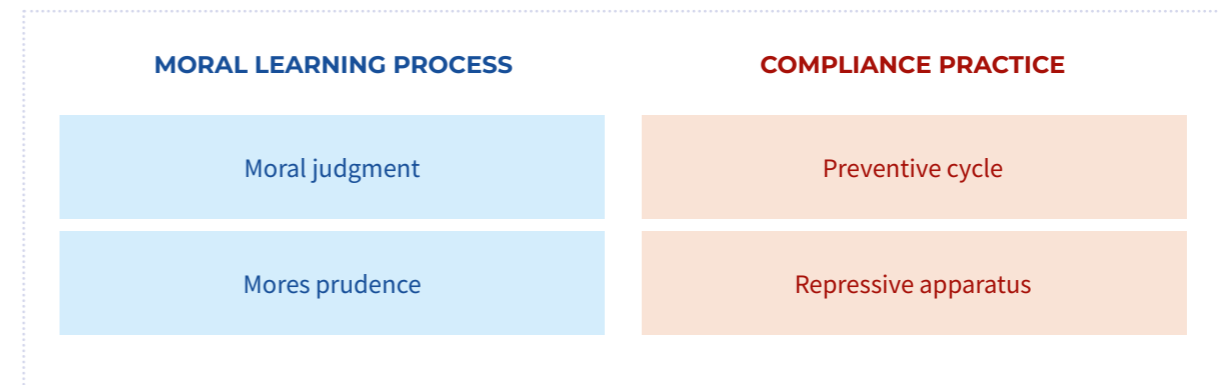 MORAL LEARNING PROCESS
COMPLIANCE PRACTICE
Moral judgment
Preventive cycle
Mores prudence
Repressive apparatus